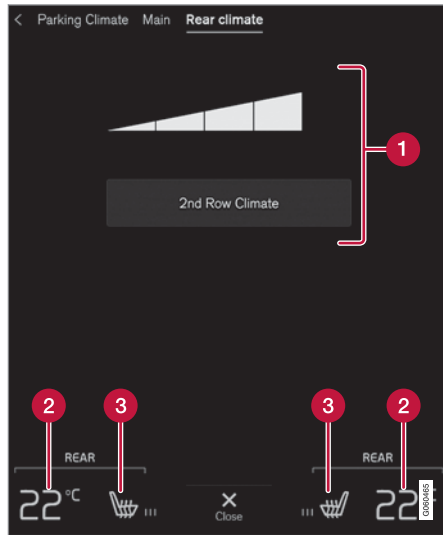 < Parking Climate Main Rear climate
1
2nd Row Climate
2 3 3 2
REAR REAR
22°C 22°
Close
G060465